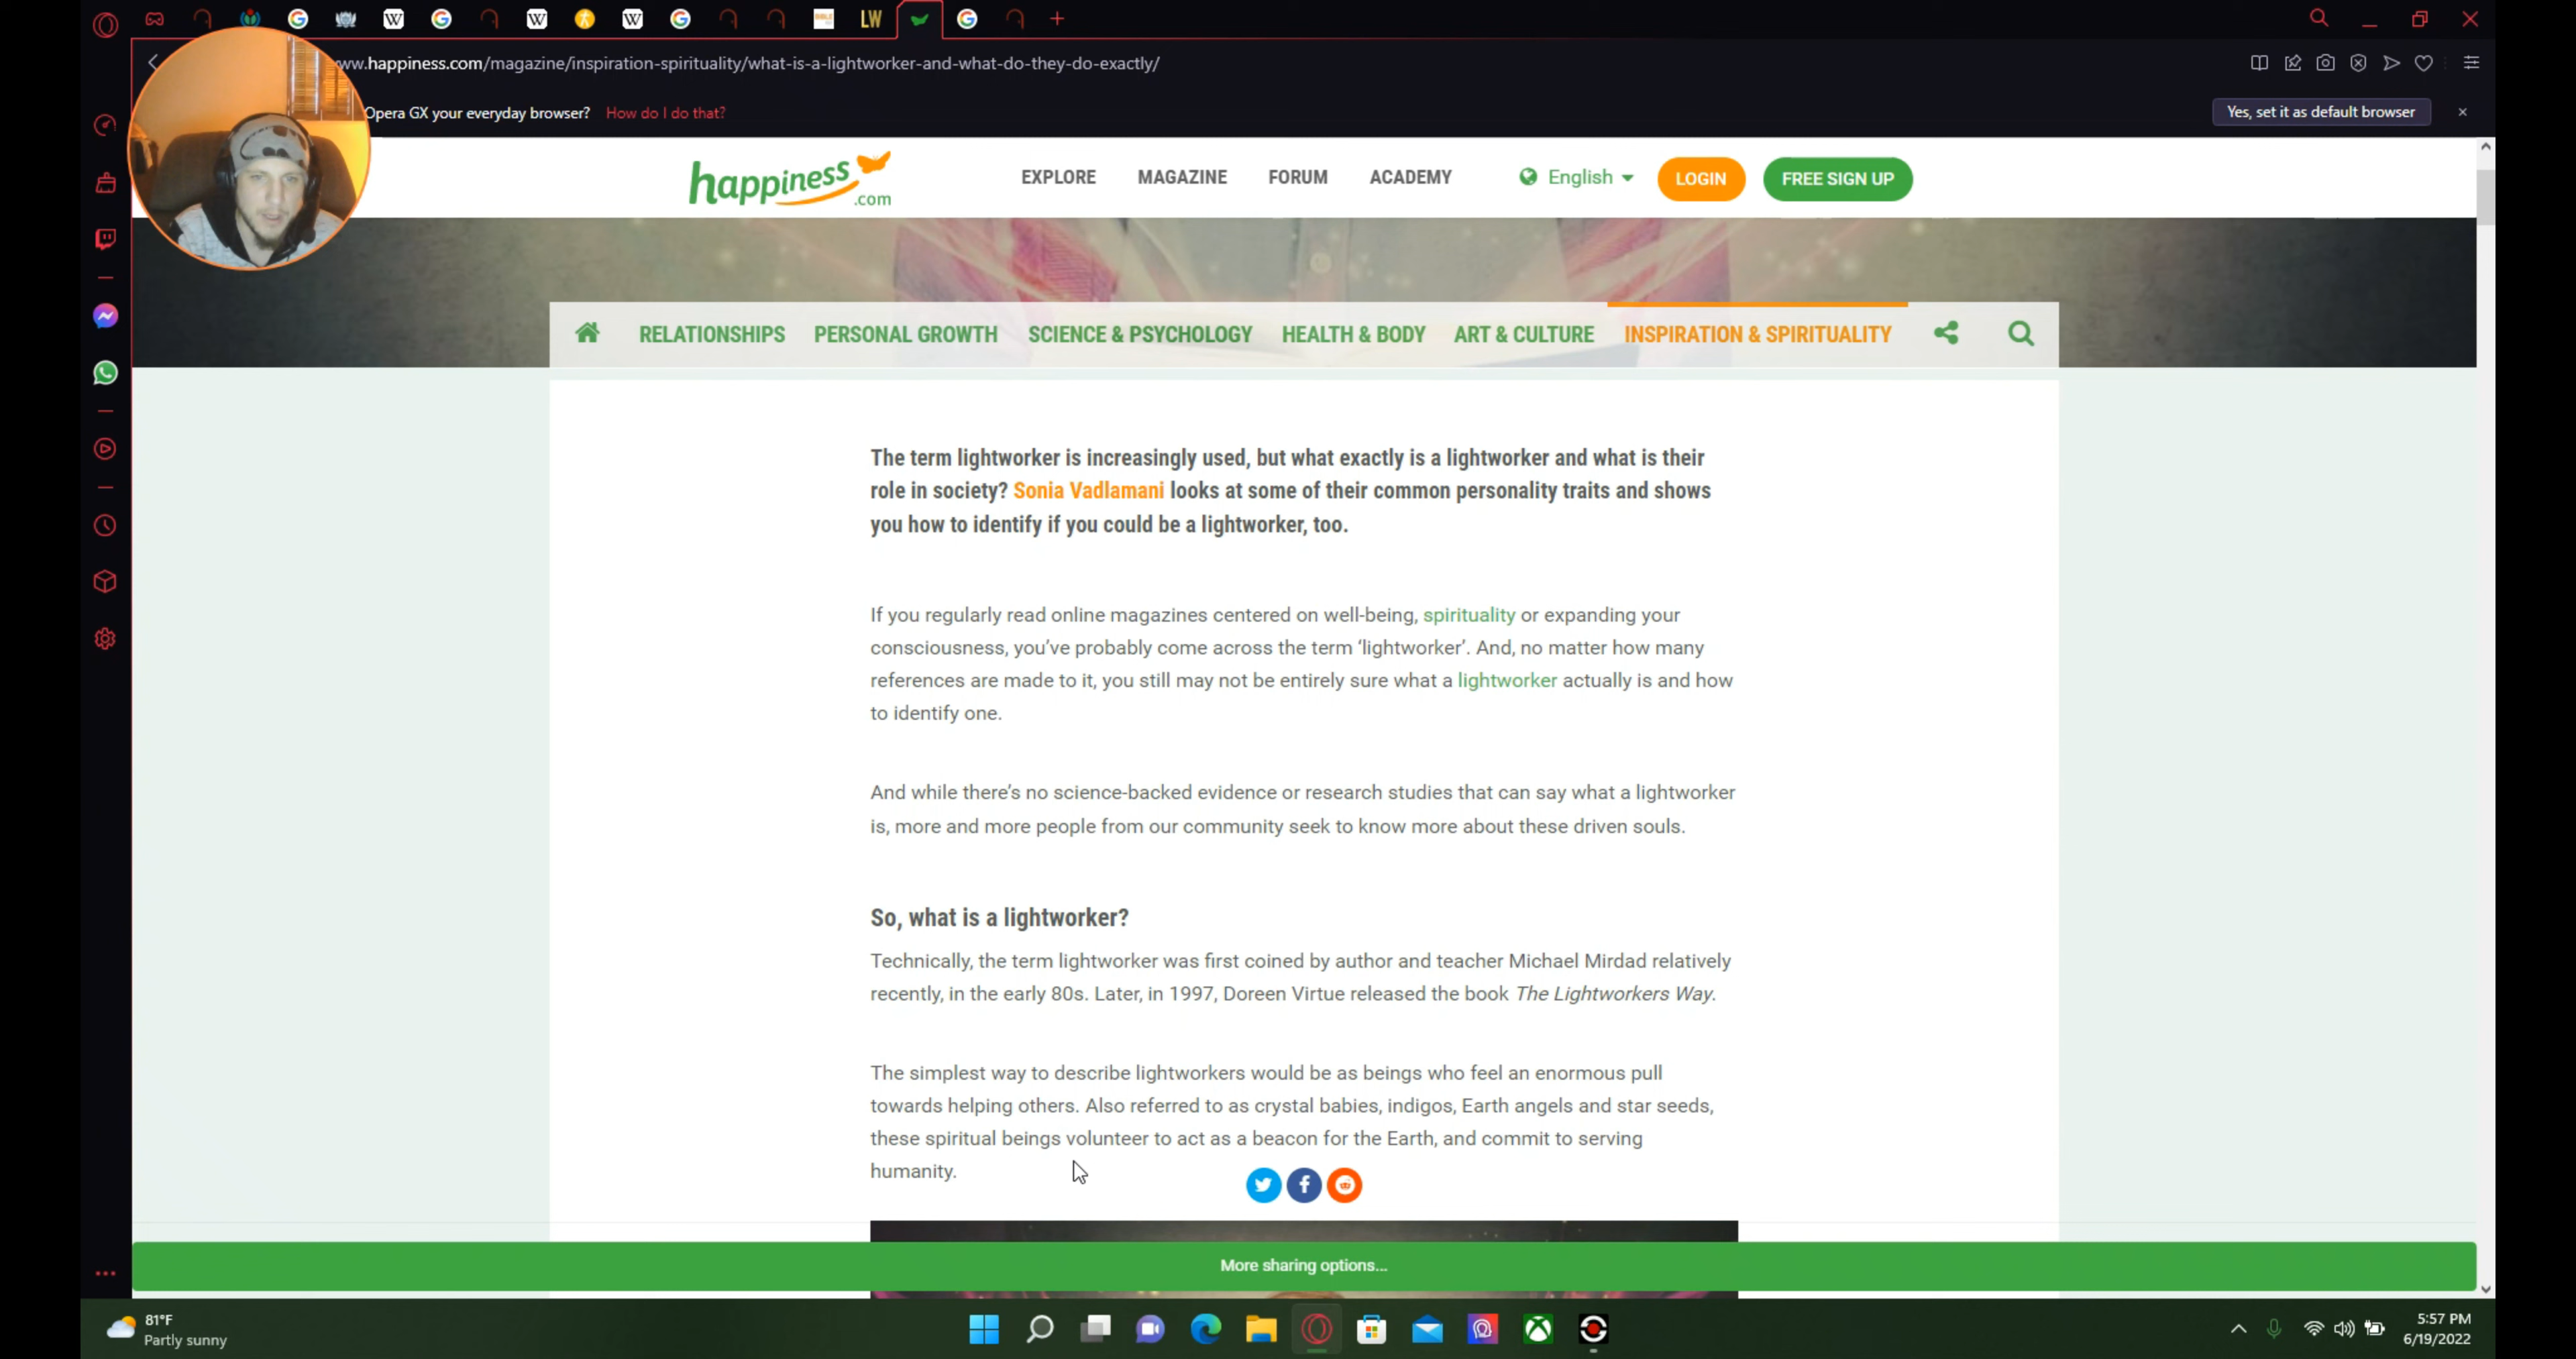 LW
ww.happiness.com/magazine/inspiration-spirituality/what-is-a-lightworker-and-what-do-they-do-exactly/
Opera GX your everyday browser? How do I do that?
Yes, set it as default browser
happiness.com
EXPLORE MAGAZINE FORUM ACADEMY English LOGIN FREE SIGN UP
RELATIONSHIPS PERSONAL GROWTH SCIENCE & PSYCHOLOGY HEALTH & BODY ART & CULTURE INSPIRATION & SPIRITUALITY
The term lightworker is increasingly used, but what exactly is a lightworker and what is their
role in society? Sonia Vadlamani looks at some of their common personality traits and shows
you how to identify if you could be a lightworker, too.
If you regularly read online magazines centered on well-being, spirituality or expanding your
consciousness, you've probably come across the term ‘lightworker’. And, no matter how many
references are made to it, you still may not be entirely sure what a lightworker actually is and how
to identify one.
And while there's no science-backed evidence or research studies that can say what a lightworker
is, more and more people from our community seek to know more about these driven souls.
So, what is a lightworker?
Technically, the term lightworker was first coined by author and teacher Michael Mirdad relatively
recently, in the early 80s. Later, in 1997, Doreen Virtue released the book The Lightworkers Way.
The simplest way to describe lightworkers would be as beings who feel an enormous pull
towards helping others. Also referred to as crystal babies, indigos, Earth angels and star seeds,
these spiritual beings volunteer to act as a beacon for the Earth, and commit to serving
humanity.
More sharing options...
81°F
Partly sunny
5:57 PM
6/19/2022